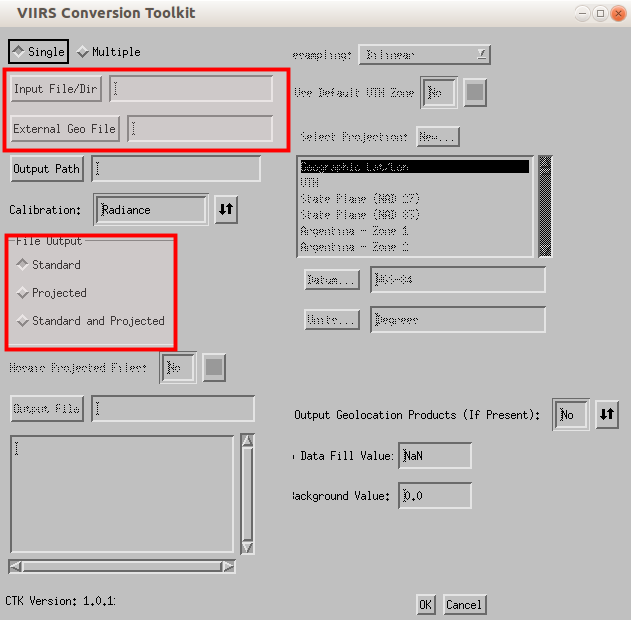 VIIRS Conversion Toolkit
Single Multiple
Input File/Dir
External Geo File
Output Path
Calibration: Radiance
File Output
Standard
Projected
Standard and Projected
Mosaic Projected Files: No
Output File
CTK Version: 1.0.1
esampling: Bilinear
Use Default UTM Zone No
Select Projection: New...
Geographic Lat/Lon
UTM
State Plane (NAD 27)
State Plane (NAD 83)
Argentina - Zone 1
Argentina - Zone 2
Datum... WGS-84
Units... Degrees
Output Geolocation Products (If Present): No
Data Fill Value: NaN
ackground Value: 0.0
OK Cancel